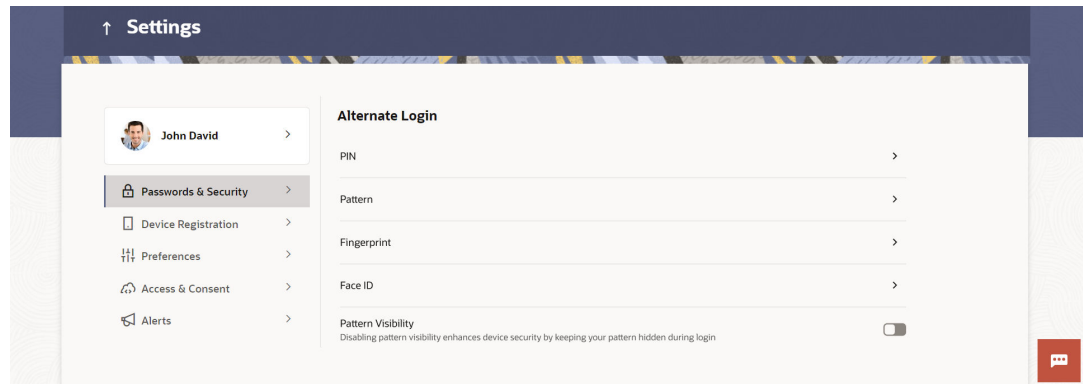 Settings
John David
Passwords & Security
Device Registration
Preferences
Access & Consent
Alerts
Alternate Login
PIN
Pattern
Fingerprint
Face ID
Pattern Visibility
Disabling pattern visibility enhances device security by keeping your pattern hidden during login